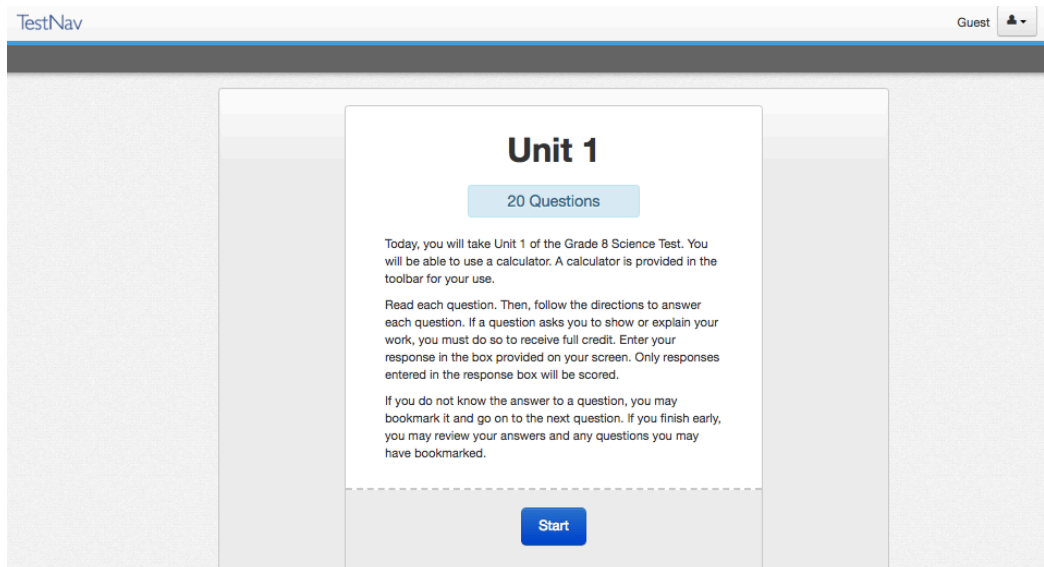 TestNav
Guest
Unit 1
20 Questions
Today, you will take Unit 1 of the Grade 8 Science Test. You
will be able to use a calculator. A calculator is provided in the
toolbar for your use.
Read each question. Then, follow the directions to answer
each question. If a question asks you to show or explain your
work, you must do so to receive full credit. Enter your
response in the box provided on your screen. Only responses
entered in the response box will be scored.
If you do not know the answer to a question, you may
bookmark it and go on to the next question. If you finish early,
you may review your answers and any questions you may
have bookmarked.
Start